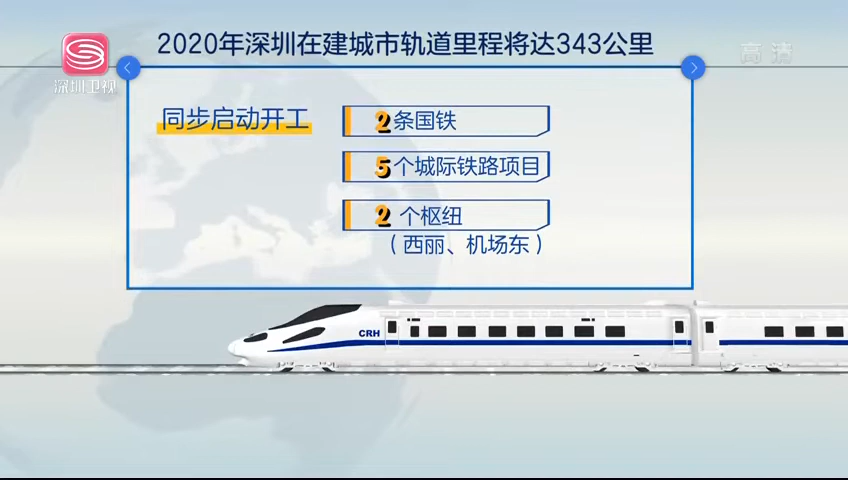 2020年深圳在建城市轨道里程将达343公里
高清
深圳卫视
同步启动开工
2条国铁
5个城际铁路项目
2个枢纽
（西丽、机场东）
CRH